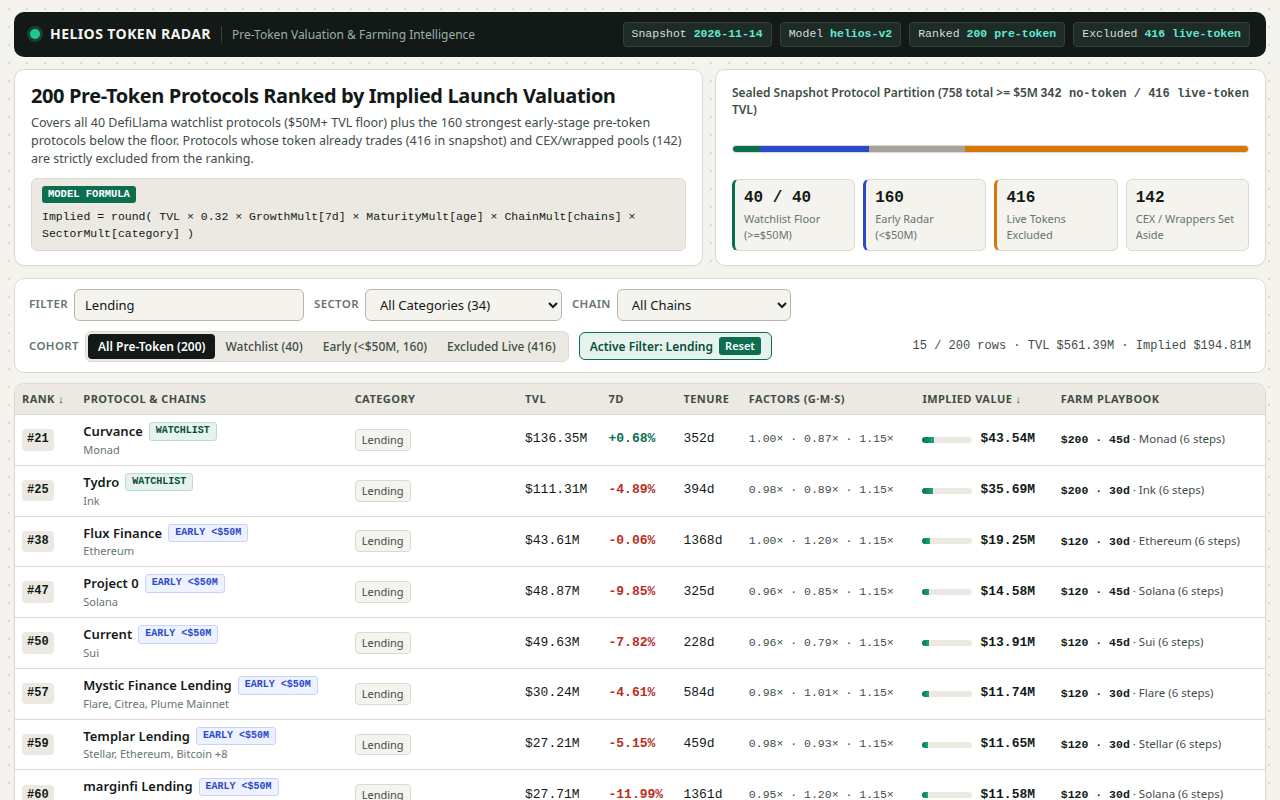 HELIOS TOKEN RADAR
Pre-Token Valuation & Farming Intelligence
Snapshot 2026-11-14
Model helios-v2
Ranked 200 pre-token
Excluded 416 live-token
200 Pre-Token Protocols Ranked by Implied Launch Valuation
Covers all 40 DefiLlama watchlist protocols ($50M+ TVL floor) plus the 160 strongest early-stage pre-token
protocols below the floor. Protocols whose token already trades (416 in snapshot) and CEX/wrapped pools (142)
are strictly excluded from the ranking.
MODEL FORMULA
Implied = round( TVL × 0.32 × GrowthMult[7d] × MaturityMult[age] × ChainMult[chains] ×
SectorMult[category] )
Sealed Snapshot Protocol Partition (758 total >= $5M
TVL)
342 no-token / 416 live-token
40 / 40
Watchlist Floor
(>=$50M)
160
Early Radar
(<$50M)
416
Live Tokens
Excluded
142
CEX / Wrappers Set
Aside
FILTER
Lending
SECTOR
All Categories (34)
CHAIN
All Chains
COHORT
All Pre-Token (200)
Watchlist (40)
Early (<$50M, 160)
Excluded Live (416)
Active Filter: Lending
Reset
15 / 200 rows · TVL $561.39M · Implied $194.81M
RANK ↓ PROTOCOL & CHAINS CATEGORY TVL 7D TENURE FACTORS (G·M·S) IMPLIED VALUE ↓ FARM PLAYBOOK
#21 Curvance WATCHLIST Lending $136.35M +0.68% 352d 1.00× · 0.87× · 1.15× $43.54M $200 · 45d · Monad (6 steps)
Monad
#25 Tydro WATCHLIST Lending $111.31M -4.89% 394d 0.98× · 0.89× · 1.15× $35.69M $200 · 30d · Ink (6 steps)
Ink
#38 Flux Finance EARLY <$50M Lending $43.61M -0.06% 1368d 1.00× · 1.20× · 1.15× $19.25M $120 · 30d · Ethereum (6 steps)
Ethereum
#47 Project 0 EARLY <$50M Lending $48.87M -9.85% 325d 0.96× · 0.85× · 1.15× $14.58M $120 · 30d · Solana (6 steps)
Solana
#50 Current EARLY <$50M Lending $49.63M -7.82% 228d 0.96× · 0.79× · 1.15× $13.91M $120 · 45d · Sui (6 steps)
Sui
#57 Mystic Finance Lending EARLY <$50M Lending $30.24M -4.61% 584d 0.98× · 1.01× · 1.15× $11.74M $120 · 30d · Flare (6 steps)
Flare, Citrea, Plume Mainnet
#59 Templar Lending EARLY <$50M Lending $27.21M -5.15% 459d 0.98× · 0.93× · 1.15× $11.65M $120 · 30d · Stellar (6 steps)
Stellar, Ethereum, Bitcoin +8
#60 marginfi Lending EARLY <$50M Lending $27.71M -11.99% 1361d 0.95× · 1.20× · 1.15× $11.58M $120 · 30d · Solana (6 steps)